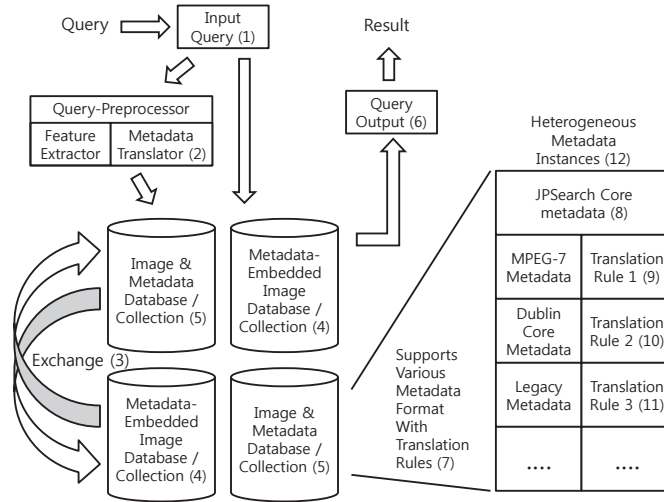 Query
Input
Query (1)
Result
Query-Preprocessor
Feature
Extractor
Metadata
Translator (2)
Query
Output (6)
Heterogeneous
Metadata
Instances (12)
JPSearch Core
metadata (8)
MPEG-7
Metadata
Translation
Rule 1 (9)
Dublin
Core
Metadata
Translation
Rule 2 (10)
Legacy
Metadata
Translation
Rule 3 (11)
....
....
Image &
Metadata
Database /
Collection (5)
Metadata-
Embedded
Image
Database /
Collection (4)
Exchange (3)
Metadata-
Embedded
Image
Database /
Collection (4)
Image &
Metadata
Database /
Collection (5)
Supports
Various
Metadata
Format
With
Translation
Rules (7)